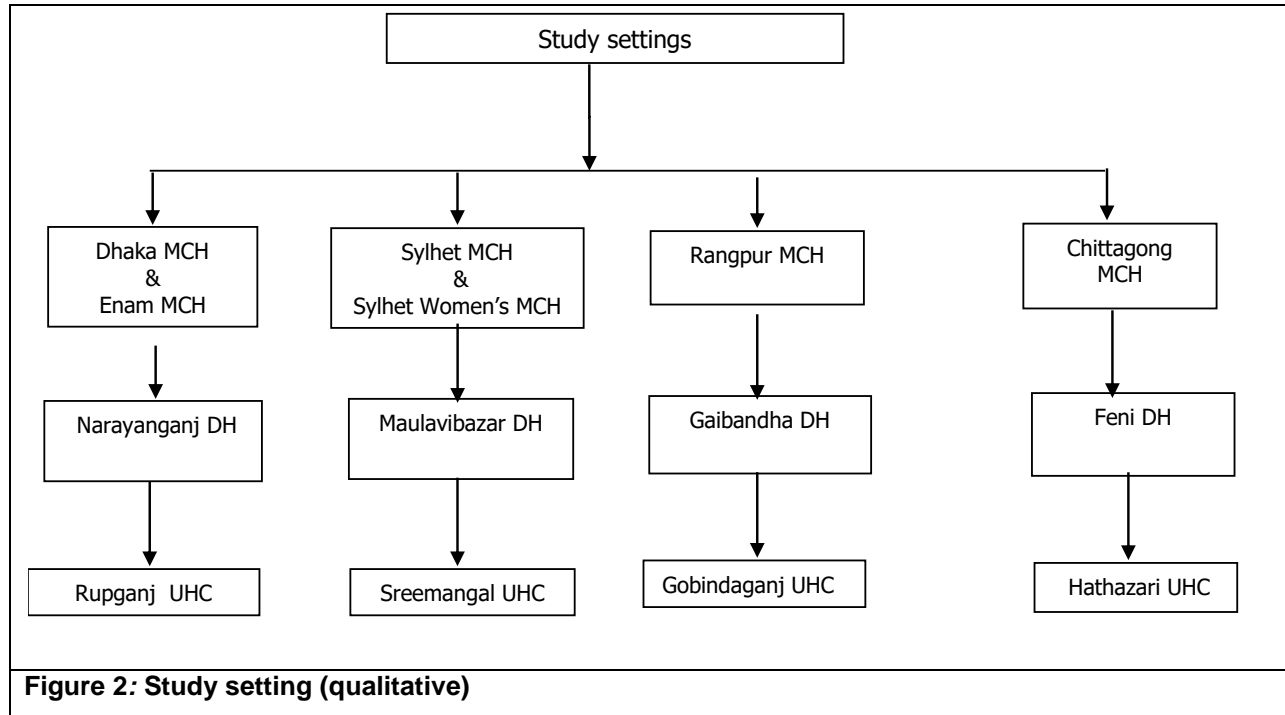 Study settings
Dhaka MCH
&
Enam MCH
Sylhet MCH
&
Sylhet Women’s MCH
Rangpur MCH
Chittagong
MCH
Narayanganj DH
Maulavibazar DH
Gaibandha DH
Feni DH
Rupganj UHC
Sreemangal UHC
Gobindaganj UHC
Hathazari UHC
Figure 2: Study setting (qualitative)